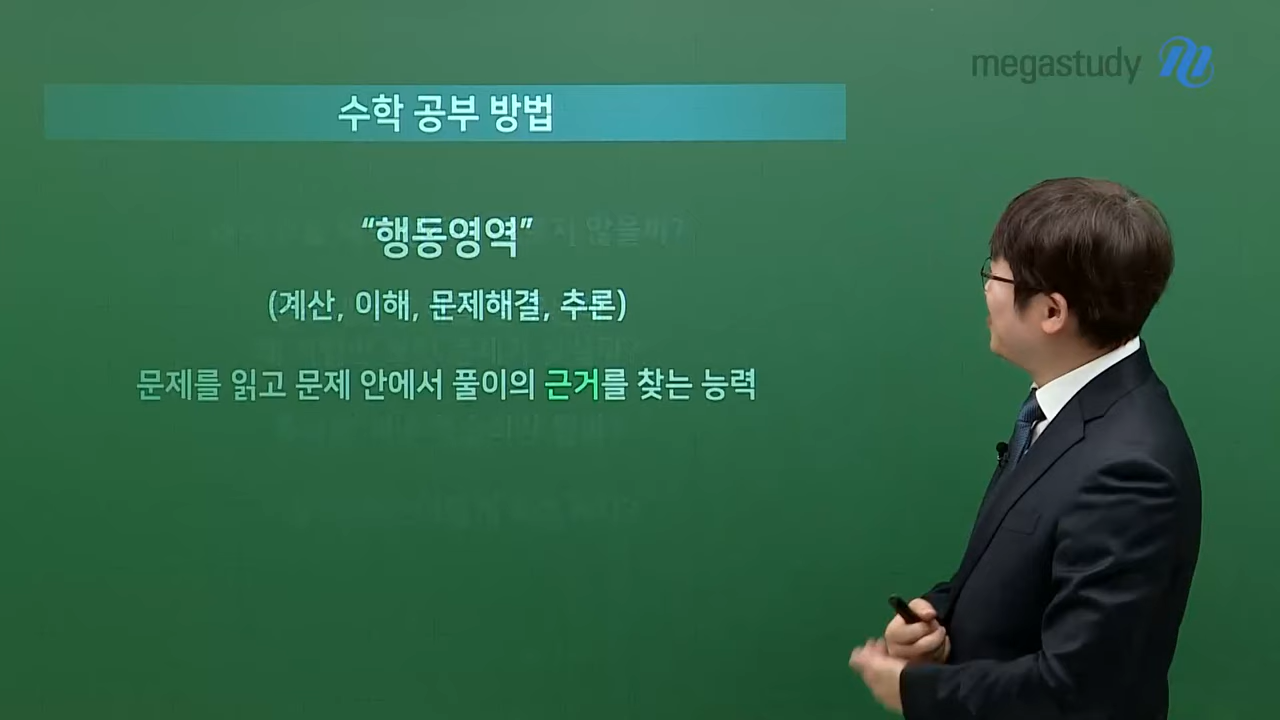 megastudy
수학 공부 방법
“행동영역”
(계산, 이해, 문제해결, 추론)
문제를 읽고 문제 안에서 풀이의 근거를 찾는 능력